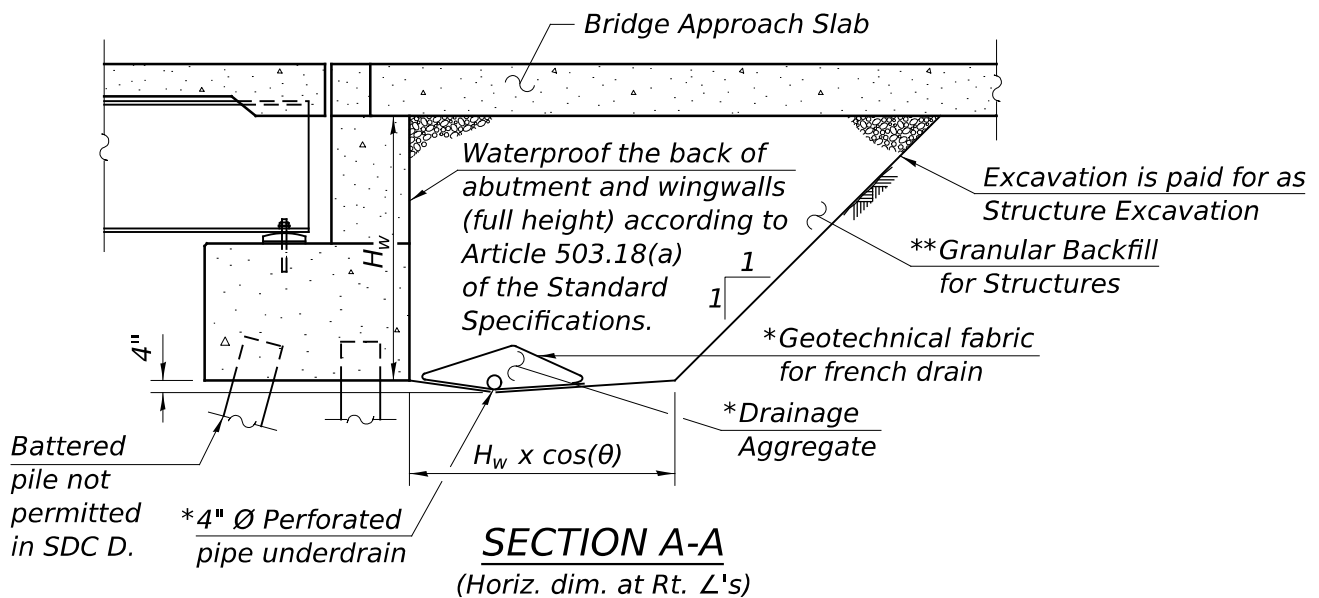 Bridge Approach Slab
Waterproof the back of
abutment and wingwalls
(full height) according to
Article 503.18(a)
of the Standard
Specifications.
Hw
Excavation is paid for as
Structure Excavation
**Granular Backfill
for Structures
1
1
*Geotechnical fabric
for french drain
4"
*Drainage
Aggregate
Hw x cos(θ)
Battered
pile not
permitted
in SDC D.
*4" Ø Perforated
pipe underdrain
SECTION A-A
(Horiz. dim. at Rt. ∠'s)